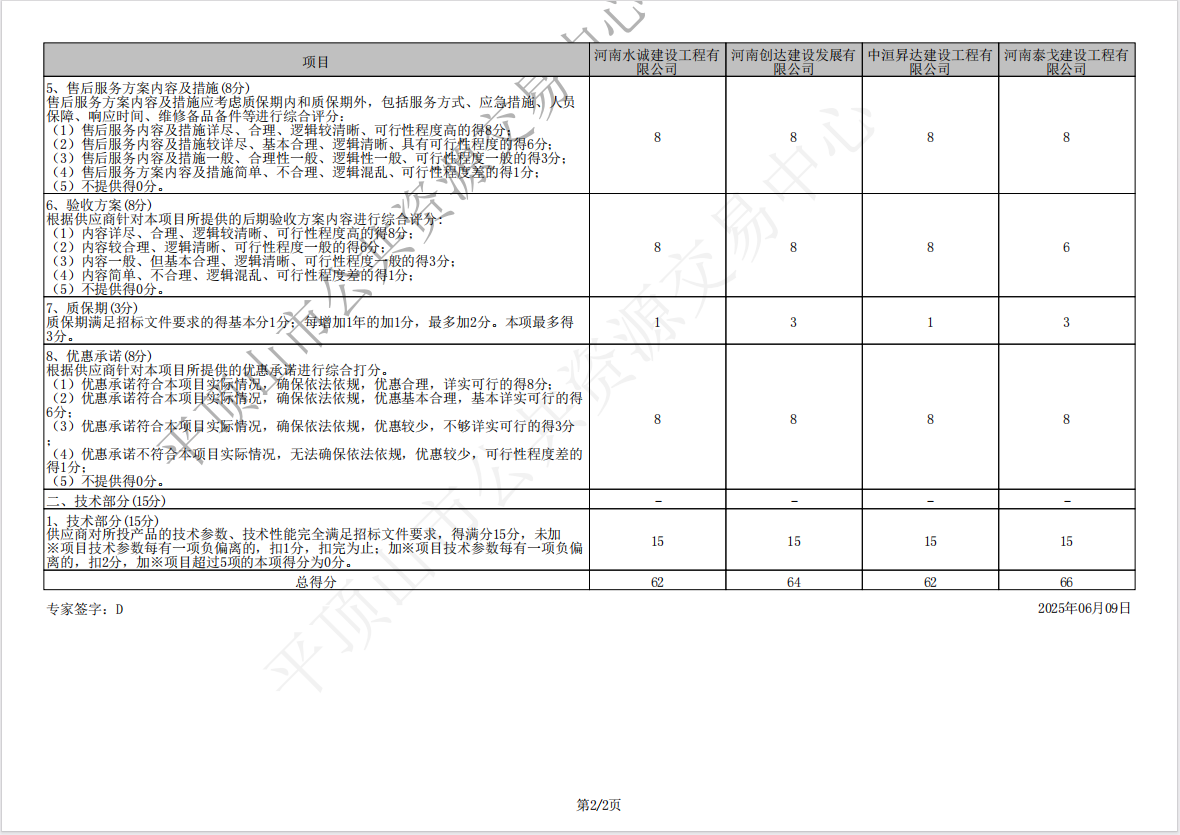 项目
河南水诚建设工程有
限公司
河南创达建设发展有
限公司
中洹昇达建设工程有
限公司
河南泰戈建设工程有
限公司
5、售后服务方案内容及措施(8分)
售后服务方案内容及措施应考虑质保期内和质保期外，包括服务方式、应急措施、人员
保障、响应时间、维修备品备件等进行综合评分：
（1）售后服务内容及措施详尽、合理、逻辑较清晰、可行性程度高的得8分；
（2）售后服务内容及措施较详尽、基本合理、逻辑清晰、具有可行性程度的得6分；
（3）售后服务内容及措施一般、合理性一般、逻辑性一般、可行性程度一般的得3分；
（4）售后服务方案内容及措施简单、不合理、逻辑混乱、可行性程度差的得1分；
（5）不提供得0分。
8
8
8
8
6、验收方案(8分)
根据供应商针对本项目所提供的后期验收方案内容进行综合评分：
（1）内容详尽、合理、逻辑较清晰、可行性程度高的得8分；
（2）内容较合理、逻辑清晰、可行性程度一般的得6分；
（3）内容一般、但基本合理、逻辑清晰、可行性程度一般的得3分；
（4）内容简单、不合理、逻辑混乱、可行性程度差的得1分；
（5）不提供得0分。
8
8
8
6
7、质保期(3分)
质保期满足招标文件要求的得基本分1分；每增加1年的加1分，最多加2分。本项最多得
3分。
1
3
1
3
8、优惠承诺(8分)
根据供应商针对本项目所提供的优惠承诺进行综合打分。
（1）优惠承诺符合本项目实际情况，确保依法依规，优惠合理，详实可行的得8分；
（2）优惠承诺符合本项目实际情况，确保依法依规，优惠基本合理，基本详实可行的得
6分；
（3）优惠承诺符合本项目实际情况，确保依法依规，优惠较少，不够详实可行的得3分
；
（4）优惠承诺不符合本项目实际情况，无法确保依法依规，优惠较少，可行性程度差的
得1分；
（5）不提供得0分。
8
8
8
8
二、技术部分(15分)
-
-
-
-
1、技术部分(15分)
供应商对所投产品的技术参数、技术性能完全满足招标文件要求，得满分15分，未加
※项目技术参数每有一项负偏离的，扣1分，扣完为止；加※项目技术参数每有一项负偏
离的，扣2分，加※项目超过5项的本项得分为0分。
15
15
15
15
总得分
62
64
62
66
专家签字：D
2025年06月09日
平顶山市公共资源交易中心
平顶山市公共资源交易中心
第2/2页